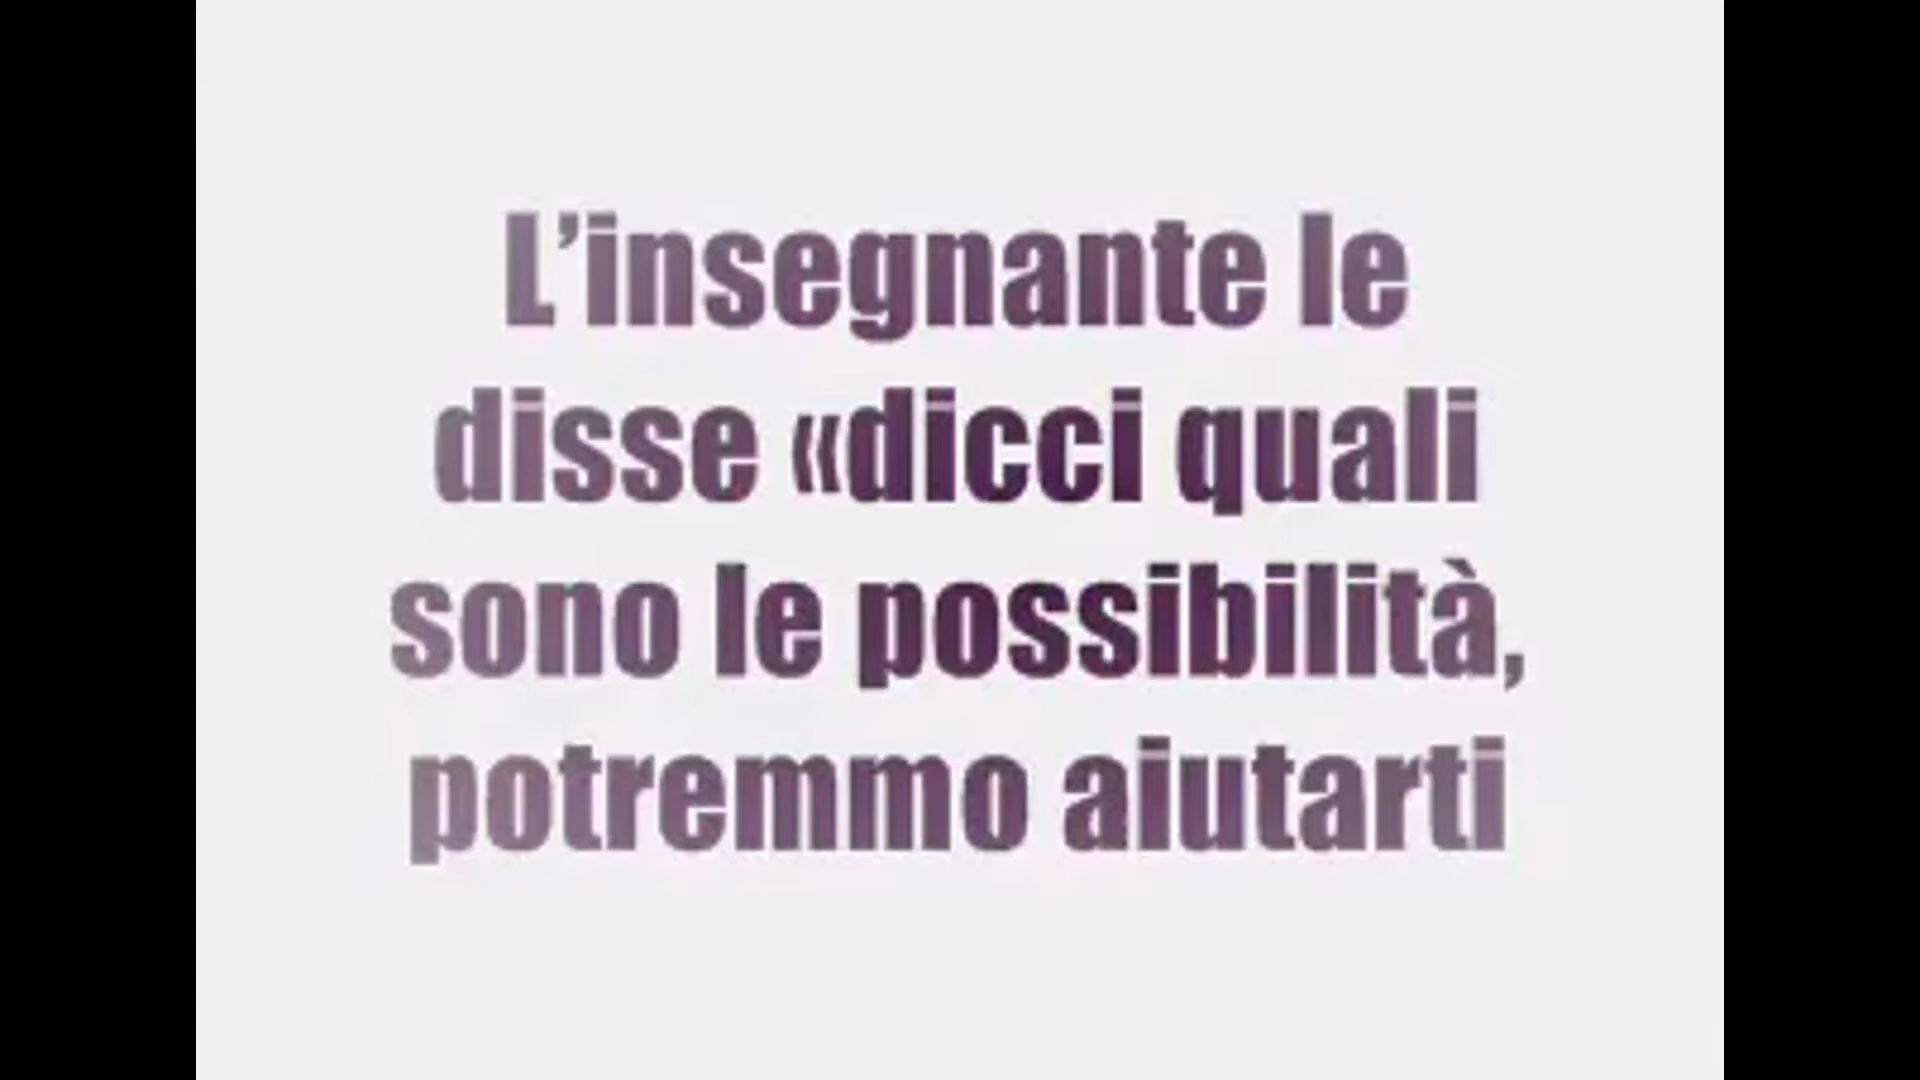 L’insegnante le
disse «dicci quali
sono le possibilità,
potremmo aiutarti